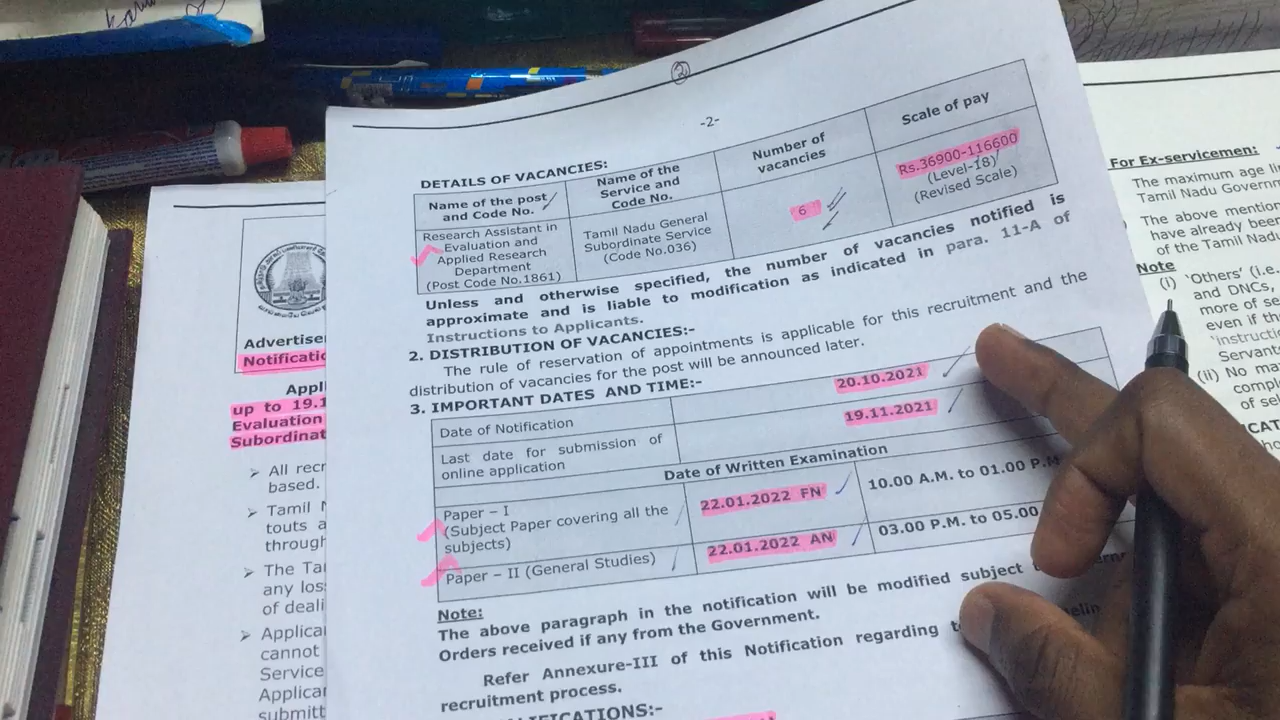 2
-2-
DETAILS OF VACANCIES:
Name of the post
and Code No.
Name of the
Service and
Code No.
Number of
vacancies
Scale of pay
Research Assistant in
Evaluation and
Applied Research
Department
(Post Code No.1861)
Tamil Nadu General
Subordinate Service
(Code No.036)
6
Rs.36900-116600
(Level-18)
(Revised Scale)
Unless and otherwise specified, the number of vacancies notified is
approximate and is liable to modification as indicated in para. 11-A of
Instructions to Applicants.
2. DISTRIBUTION OF VACANCIES:-
The rule of reservation of appointments is applicable for this recruitment and the
distribution of vacancies for the post will be announced later.
3. IMPORTANT DATES AND TIME:-
Date of Notification
20.10.2021
Last date for submission of
online application
19.11.2021
Date of Written Examination
Paper – I
(Subject Paper covering all the
subjects)
22.01.2022 FN
10.00 A.M. to 01.00 P.M
Paper – II (General Studies)
22.01.2022 AN
03.00 P.M. to 05.00
Note:
The above paragraph in the notification will be modified subject
Orders received if any from the Government.
Refer Annexure-III of this Notification regarding
recruitment process.
Advertise
Notificatio
Appl
up to 19.1
Evaluation
Subordinat
➢ All recr
based.
➢ Tamil
touts a
through
➢ The Ta
any los
of deali
➢ Applica
cannot
Service
Applica
submitt
For Ex-servicemen:
The maximum age li
Tamil Nadu Governm
The above mention
have already been
of the Tamil Nadu
Note
(i) 'Others' (i.e.
and DNCs,
more of se
even if th
'instruct
Servant
(ii) No ma
compl
of sel